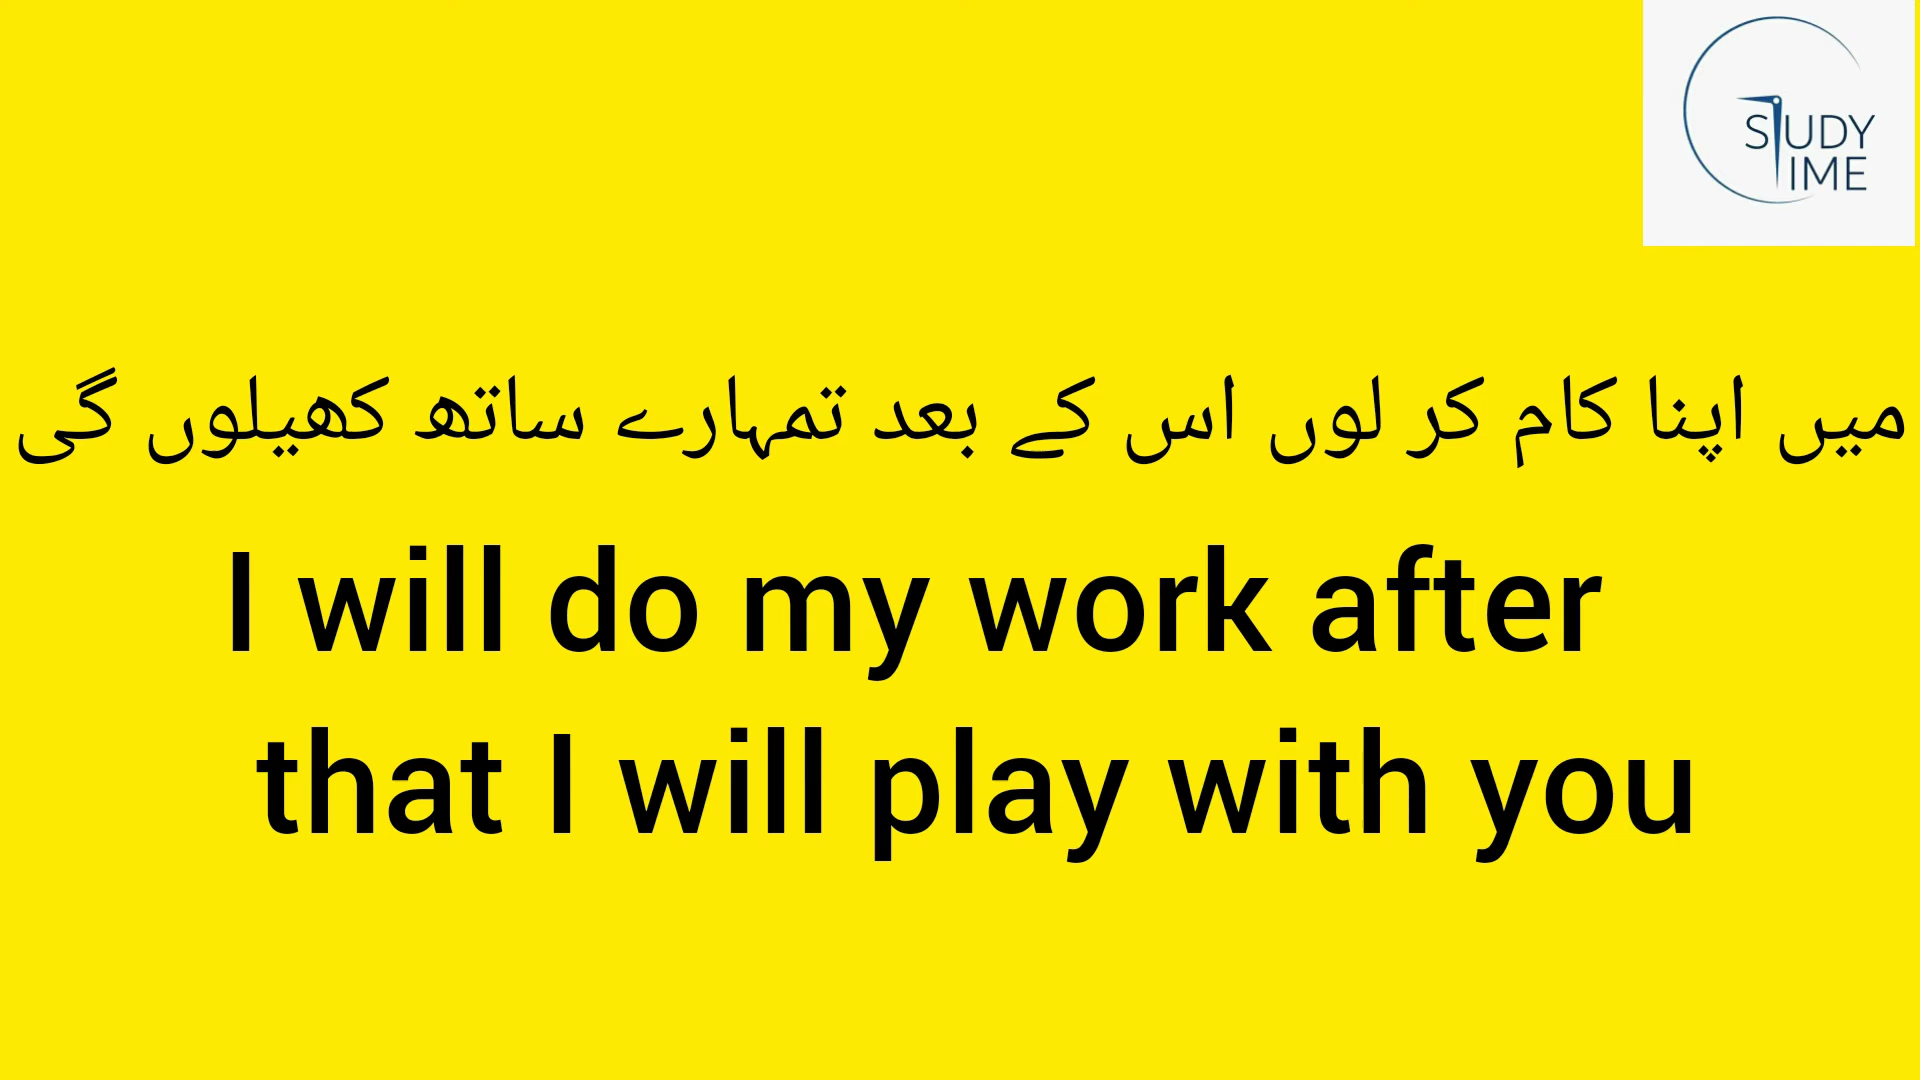 STUDY
TIME
میں اپنا کام کر لوں اس کے بعد تمہارے ساتھ کھیلوں گی
I will do my work after
that I will play with you